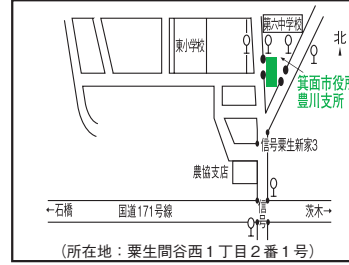 第六中学校
東小学校
北
箕面市役所
豊川支所
信号粟生新家3
農協支店
←石橋
国道171号線
信号
茨木→
(所在地：粟生間谷西1丁目2番1号)